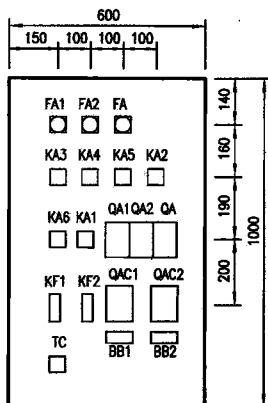 600
150 100 100 100
FA1 FA2 FA
140
KA3 KA4 KA5 KA2
160
KA6 KA1 QA1 QA2 QA
190
1000
KF1 KF2 QAC1 QAC2
200
TC BB1 BB2